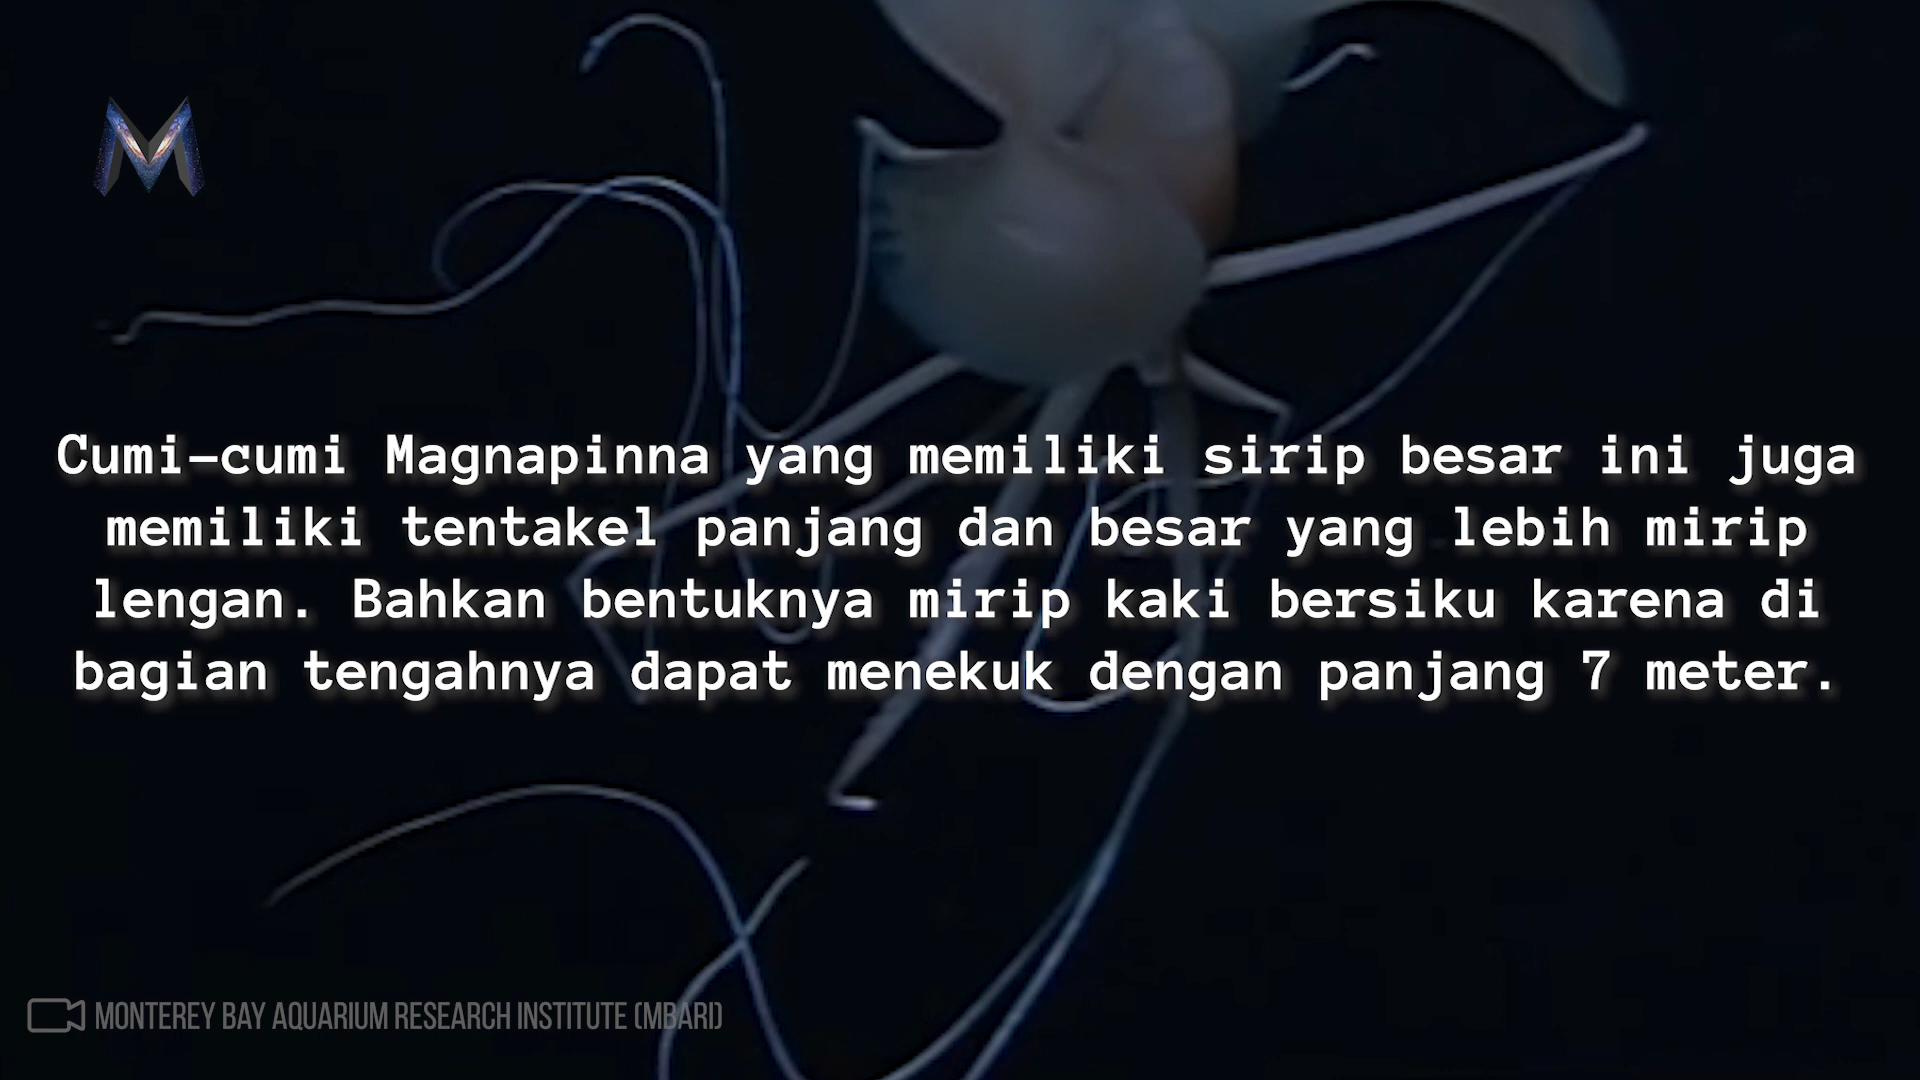 M
Cumi-cumi Magnapinna yang memiliki sirip besar ini juga
memiliki tentakel panjang dan besar yang lebih mirip
lengan. Bahkan bentuknya mirip kaki bersiku karena di
bagian tengahnya dapat menekuk dengan panjang 7 meter.
MONTEREY BAY AQUARIUM RESEARCH INSTITUTE (MBARI)